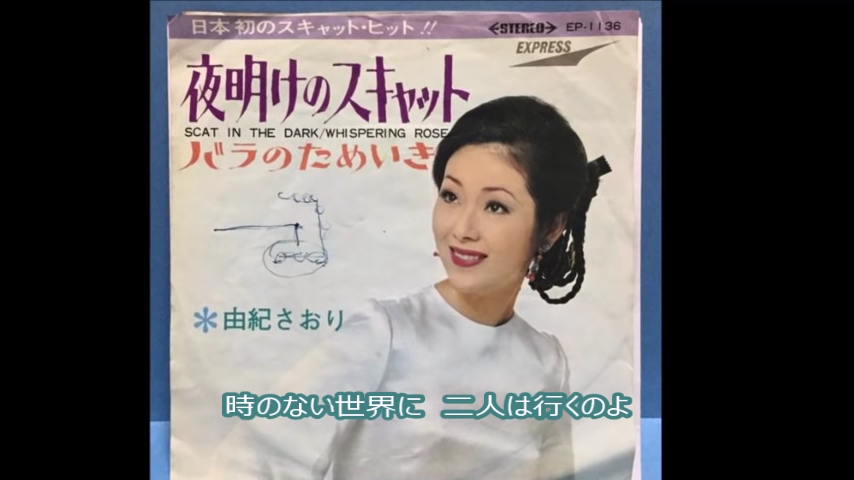 日本初のスキャット・ヒット!!
STEREO EP-1136
EXPRESS
夜明けのスキャット
SCAT IN THE DARK/WHISPERING ROSE
バラのためいき
＊由紀さおり
時のない世界に 二人は行くのよ